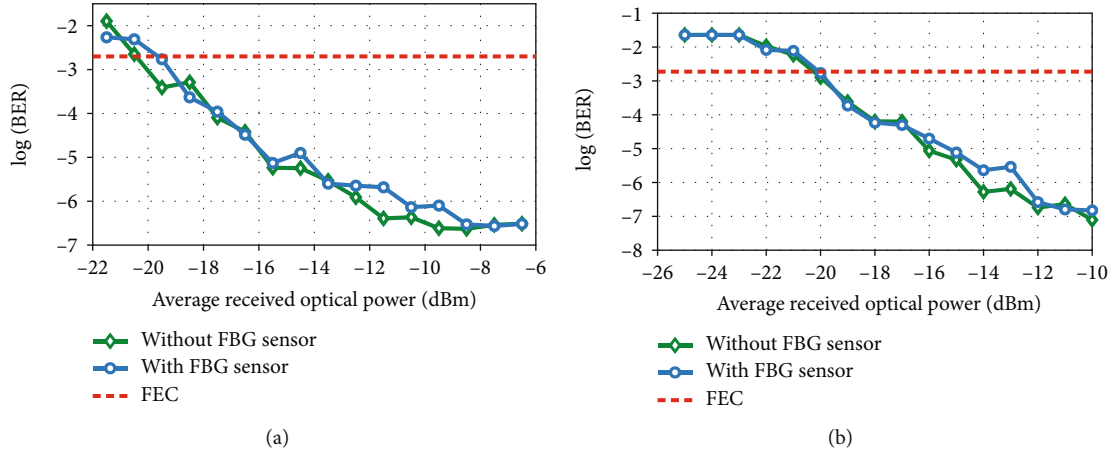 −2
−3
−4
−5
−6
−7
log (BER)
−22 −20 −18 −16 −14 −12 −10 −8 −6
Average received optical power (dBm)
Without FBG sensor
With FBG sensor
FEC
(a)
−1
−2
−3
−4
−5
−6
−7
−8
log (BER)
−26 −24 −22 −20 −18 −16 −14 −12 −10
Average received optical power (dBm)
Without FBG sensor
With FBG sensor
FEC
(b)